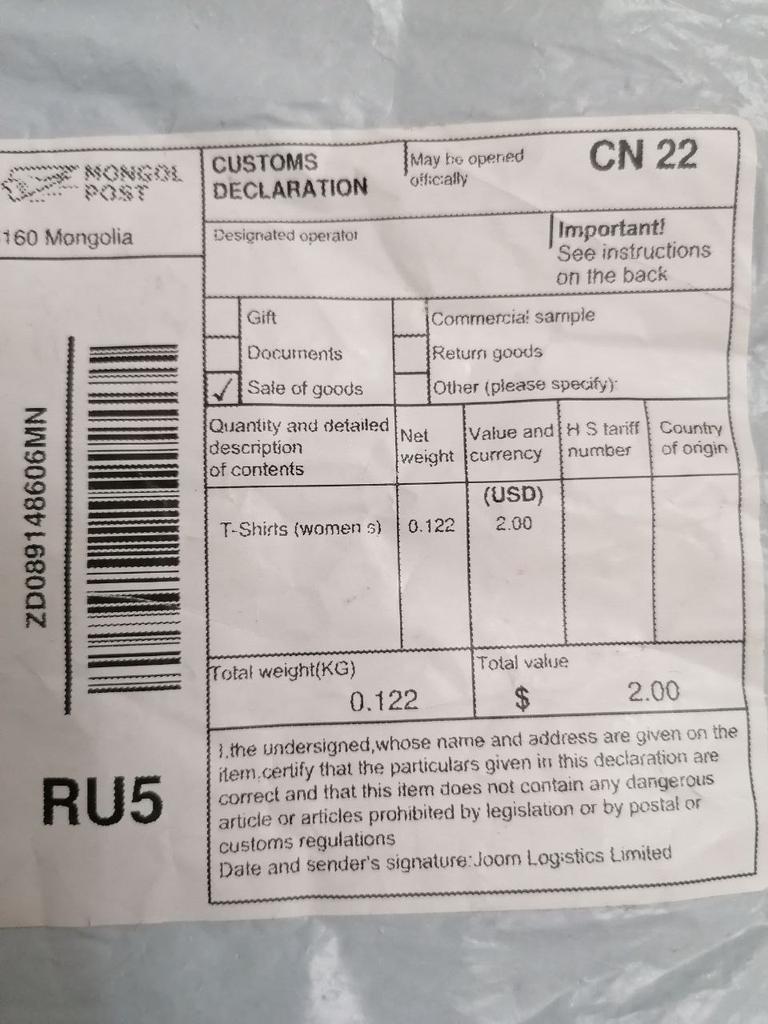 MONGOL
POST
160 Mongolia
ZD089148606MN
RU5
CUSTOMS
DECLARATION
May be opened
officially
CN 22
Designated operator
Important!
See instructions
on the back
Gift
Commercial sample
Documents
Return goods
✓ Sale of goods
Other (please specify):
Quantity and detailed
description
of contents
Net
weight
Value and
currency
H S tariff
number
Country
of origin
(USD)
T-Shirts (women s) 0.122 2.00
Total weight(KG)
0.122
Total value
$ 2.00
I,the undersigned,whose name and address are given on the
item,certify that the particulars given in this declaration are
correct and that this item does not contain any dangerous
article or articles prohibited by legislation or by postal or
customs regulations
Date and sender's signature:Joom Logistics Limited